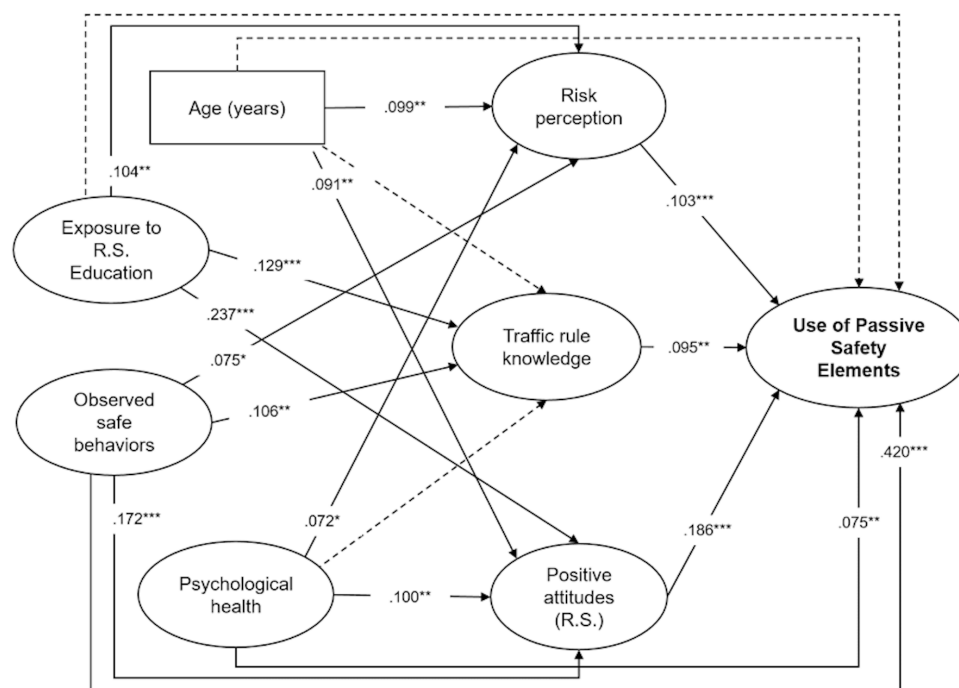 Age (years)
.099**
Risk
perception
.104**
.091**
.103***
Exposure to
R.S.
Education
.129***
.237***
Traffic rule
knowledge
.095**
Use of Passive
Safety
Elements
.075*
Observed
safe
behaviors
.106**
.420***
.172***
.072*
.186***
.075**
Psychological
health
.100**
Positive
attitudes
(R.S.)